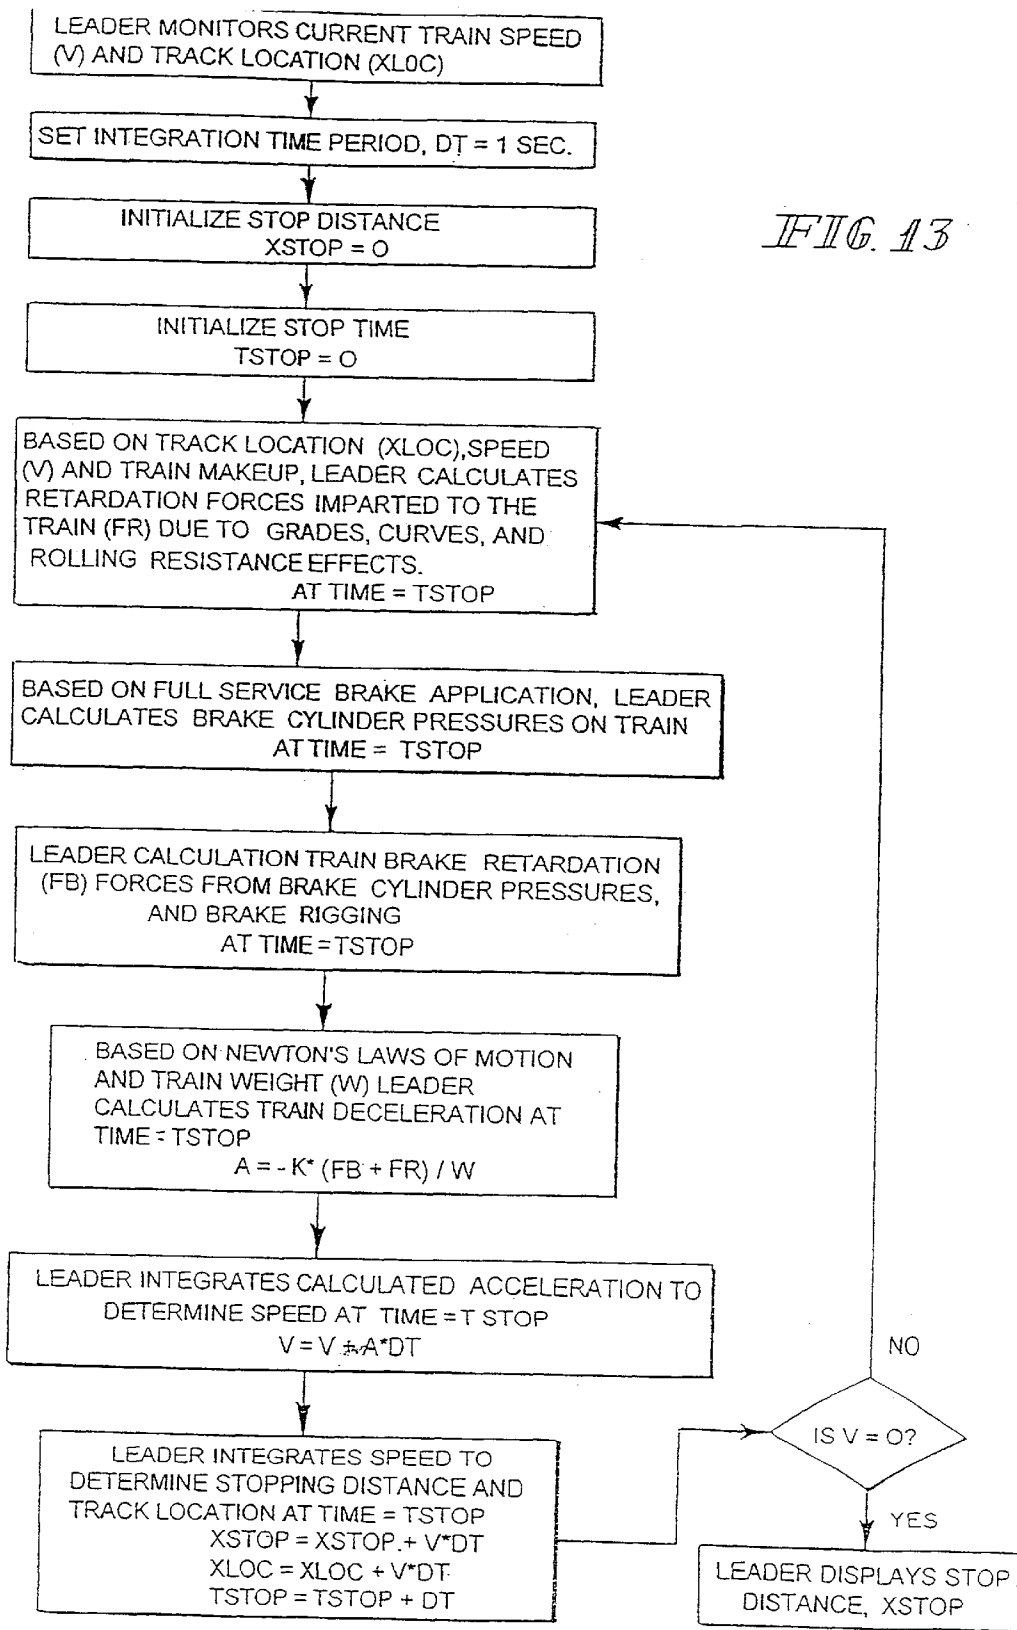 LEADER MONITORS CURRENT TRAIN SPEED
(V) AND TRACK LOCATION (XLOC)
SET INTEGRATION TIME PERIOD, DT = 1 SEC.
INITIALIZE STOP DISTANCE
XSTOP = 0
FIG. 13
INITIALIZE STOP TIME
TSTOP = 0
BASED ON TRACK LOCATION (XLOC),SPEED
(V) AND TRAIN MAKEUP, LEADER CALCULATES
RETARDATION FORCES IMPARTED TO THE
TRAIN (FR) DUE TO GRADES, CURVES, AND
ROLLING RESISTANCE EFFECTS.
AT TIME = TSTOP
BASED ON FULL SERVICE BRAKE APPLICATION, LEADER
CALCULATES BRAKE CYLINDER PRESSURES ON TRAIN
AT TIME = TSTOP
LEADER CALCULATION TRAIN BRAKE RETARDATION
(FB) FORCES FROM BRAKE CYLINDER PRESSURES,
AND BRAKE RIGGING
AT TIME = TSTOP
BASED ON NEWTON'S LAWS OF MOTION
AND TRAIN WEIGHT (W) LEADER
CALCULATES TRAIN DECELERATION AT
TIME = TSTOP
A = - K* (FB + FR) / W
LEADER INTEGRATES CALCULATED ACCELERATION TO
DETERMINE SPEED AT TIME = T STOP
V = V + A*DT
LEADER INTEGRATES SPEED TO
DETERMINE STOPPING DISTANCE AND
TRACK LOCATION AT TIME = TSTOP
XSTOP = XSTOP + V*DT
XLOC = XLOC + V*DT
TSTOP = TSTOP + DT
NO
IS V = 0?
YES
LEADER DISPLAYS STOP
DISTANCE, XSTOP